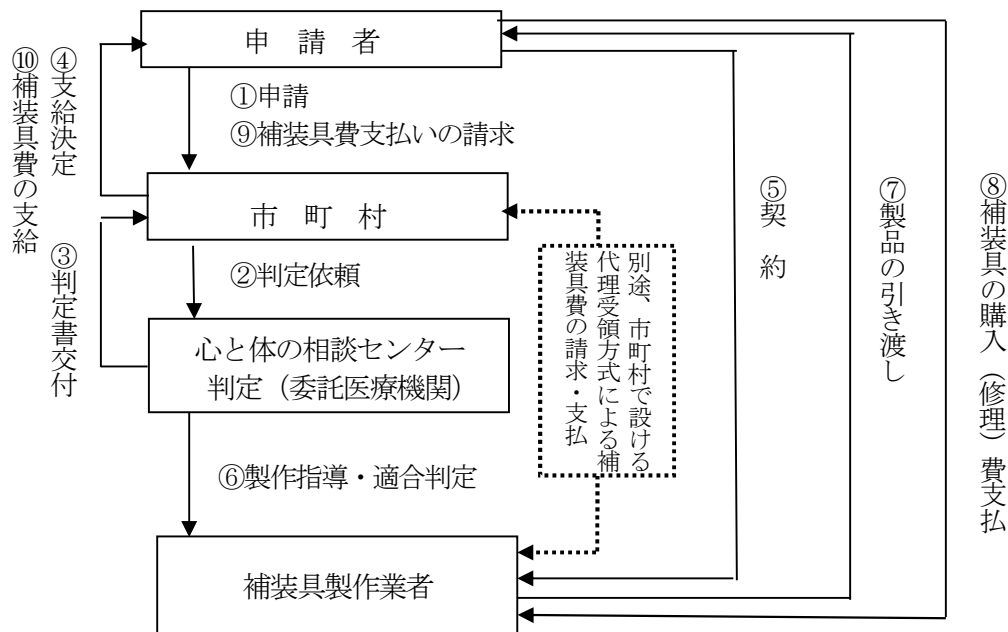 申 請 者
①申請
⑨補装具費支払いの請求
④支給決定
⑩補装具費の支給
市 町 村
②判定依頼
③判定書交付
心と体の相談センター
判定（委託医療機関）
⑥製作指導・適合判定
別途、市町村で設ける
代理受領方式による補
装具費の請求・支払
⑤契 約
⑦製品の引き渡し
⑧補装具の購入（修理）費支払
補装具製作業者